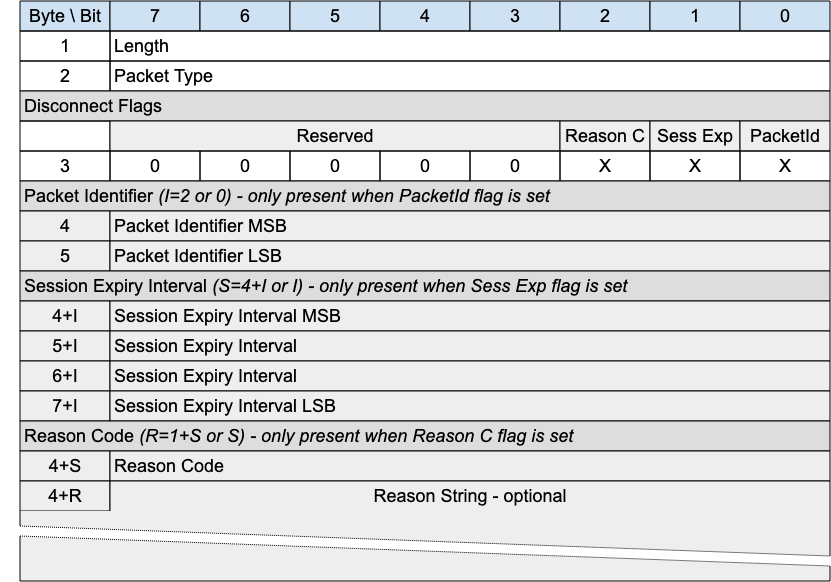 Byte \ Bit 7 6 5 4 3 2 1 0
1 Length
2 Packet Type
Disconnect Flags
Reserved Reason C Sess Exp PacketId
3 0 0 0 0 0 X X X
Packet Identifier (I=2 or 0) - only present when PacketId flag is set
4 Packet Identifier MSB
5 Packet Identifier LSB
Session Expiry Interval (S=4+I or I) - only present when Sess Exp flag is set
4+I Session Expiry Interval MSB
5+I Session Expiry Interval
6+I Session Expiry Interval
7+I Session Expiry Interval LSB
Reason Code (R=1+S or S) - only present when Reason C flag is set
4+S Reason Code
4+R Reason String - optional